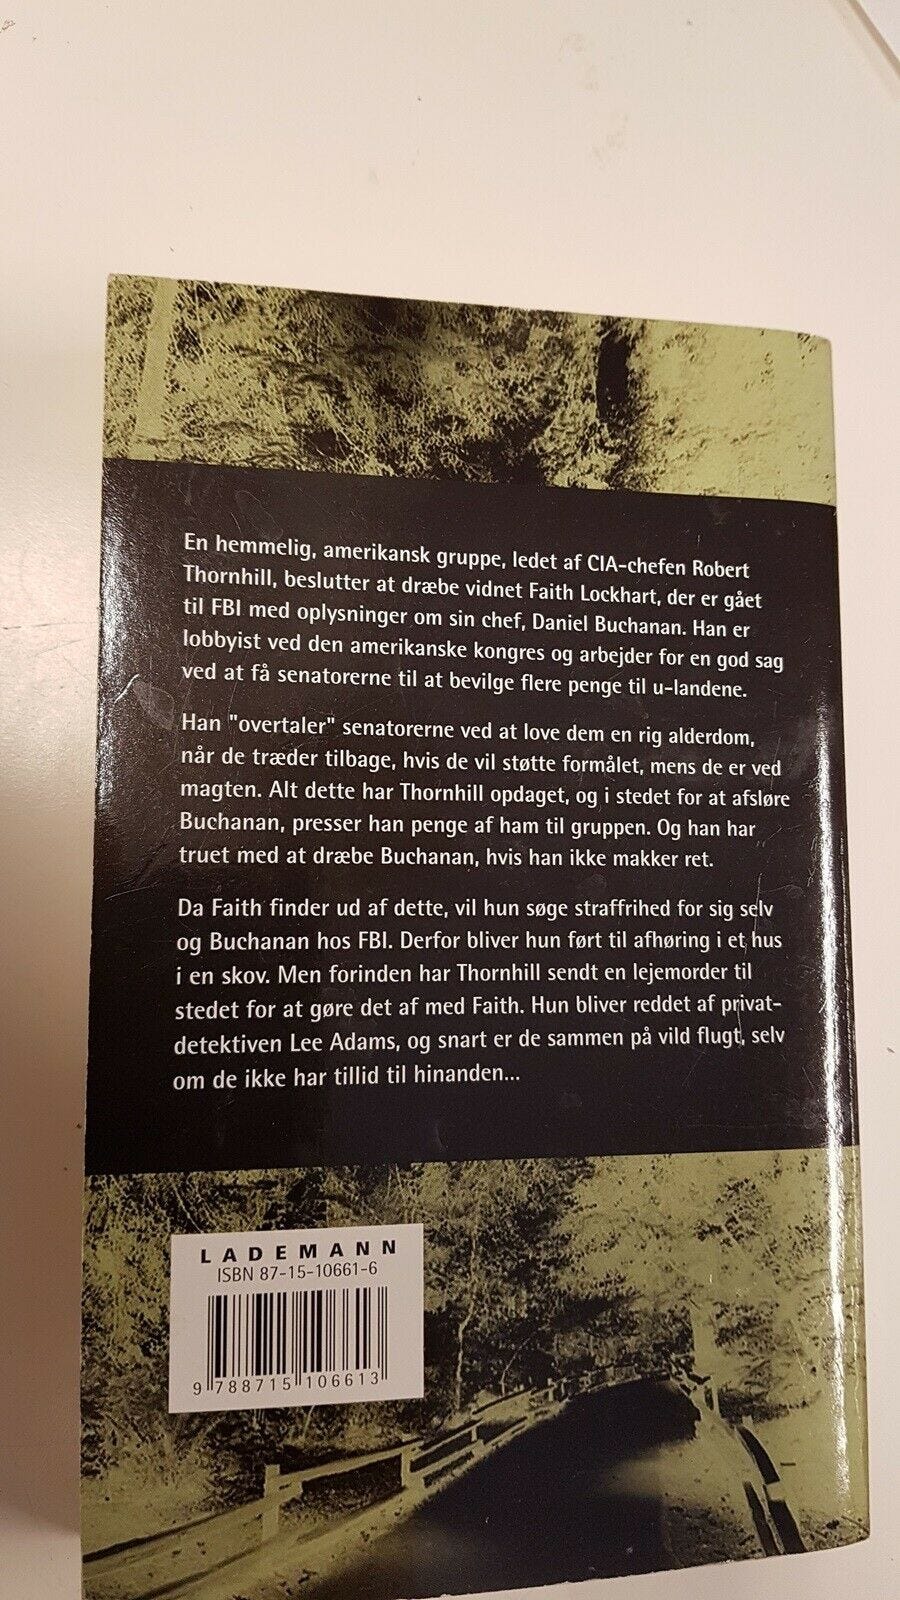 En hemmelig, amerikansk gruppe, ledet af CIA-chefen Robert
Thornhill, beslutter at dræbe vidnet Faith Lockhart, der er gået
til FBI med oplysninger om sin chef, Daniel Buchanan. Han er
lobbyist ved den amerikanske kongres og arbejder for en god sag
ved at få senatorerne til at bevilge flere penge til u-landene.
Han "overtaler" senatorerne ved at love dem en rig alderdom,
når de træder tilbage, hvis de vil støtte formålet, mens de er ved
magten. Alt dette har Thornhill opdaget, og i stedet for at afsløre
Buchanan, presser han penge af ham til gruppen. Og han har
truet med at dræbe Buchanan, hvis han ikke makker ret.
Da Faith finder ud af dette, vil hun søge straffrihed for sig selv
og Buchanan hos FBI. Derfor bliver hun ført til afhøring i et hus
i en skov. Men forinden har Thornhill sendt en lejemorder til
stedet for at gøre det af med Faith. Hun bliver reddet af privat-
detektiven Lee Adams, og snart er de sammen på vild flugt, selv
om de ikke har tillid til hinanden...
LADEMANN
ISBN 87-15-10661-6
9 788715 106613